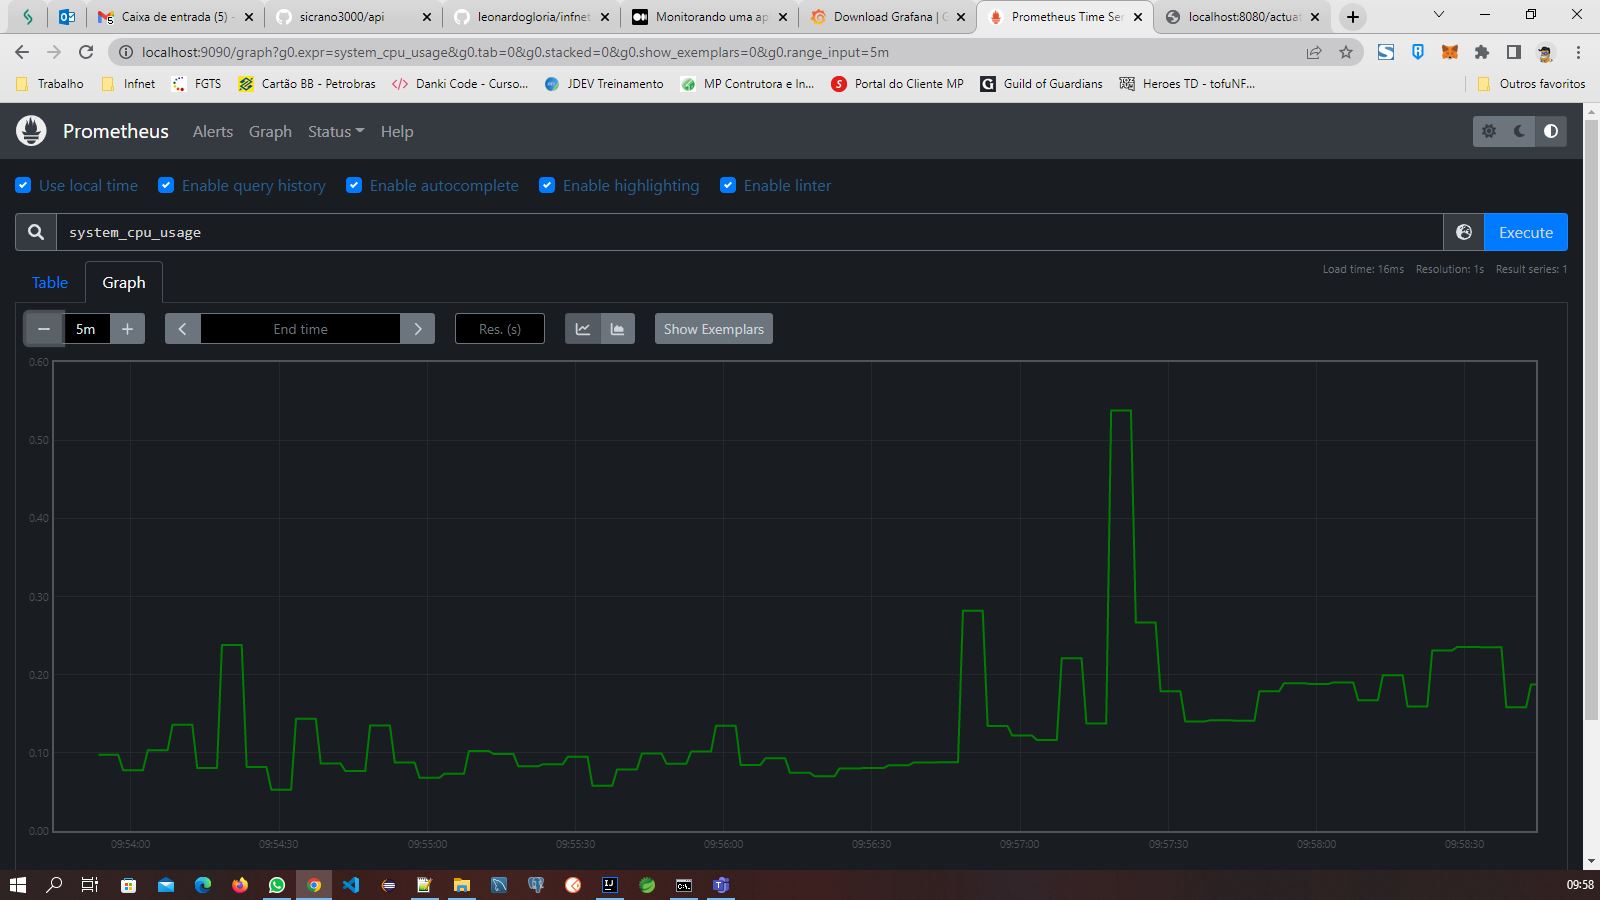 Caixa de entrada (5) -
sicrano3000/api
leonardogloria/infnet
Monitorando uma ap
Download Grafana | G
Prometheus Time Ser
localhost:8080/actuat
localhost:9090/graph?g0.expr=system_cpu_usage&g0.tab=0&g0.stacked=0&g0.show_exemplars=0&g0.range_input=5m
Trabalho
Infnet
FGTS
Cartão BB - Petrobras
Danki Code - Curso...
JDEV Treinamento
MP Contrutora e In...
Portal do Cliente MP
Guild of Guardians
Heroes TD - tofuNF...
Outros favoritos
Prometheus
Alerts
Graph
Status
Help
Use local time
Enable query history
Enable autocomplete
Enable highlighting
Enable linter
system_cpu_usage
Execute
Table
Graph
Load time: 16ms
Resolution: 1s
Result series: 1
5m
End time
Res. (s)
Show Exemplars
0.60
0.50
0.40
0.30
0.20
0.10
0.00
09:54:00
09:54:30
09:55:00
09:55:30
09:56:00
09:56:30
09:57:00
09:57:30
09:58:00
09:58:30
09:58